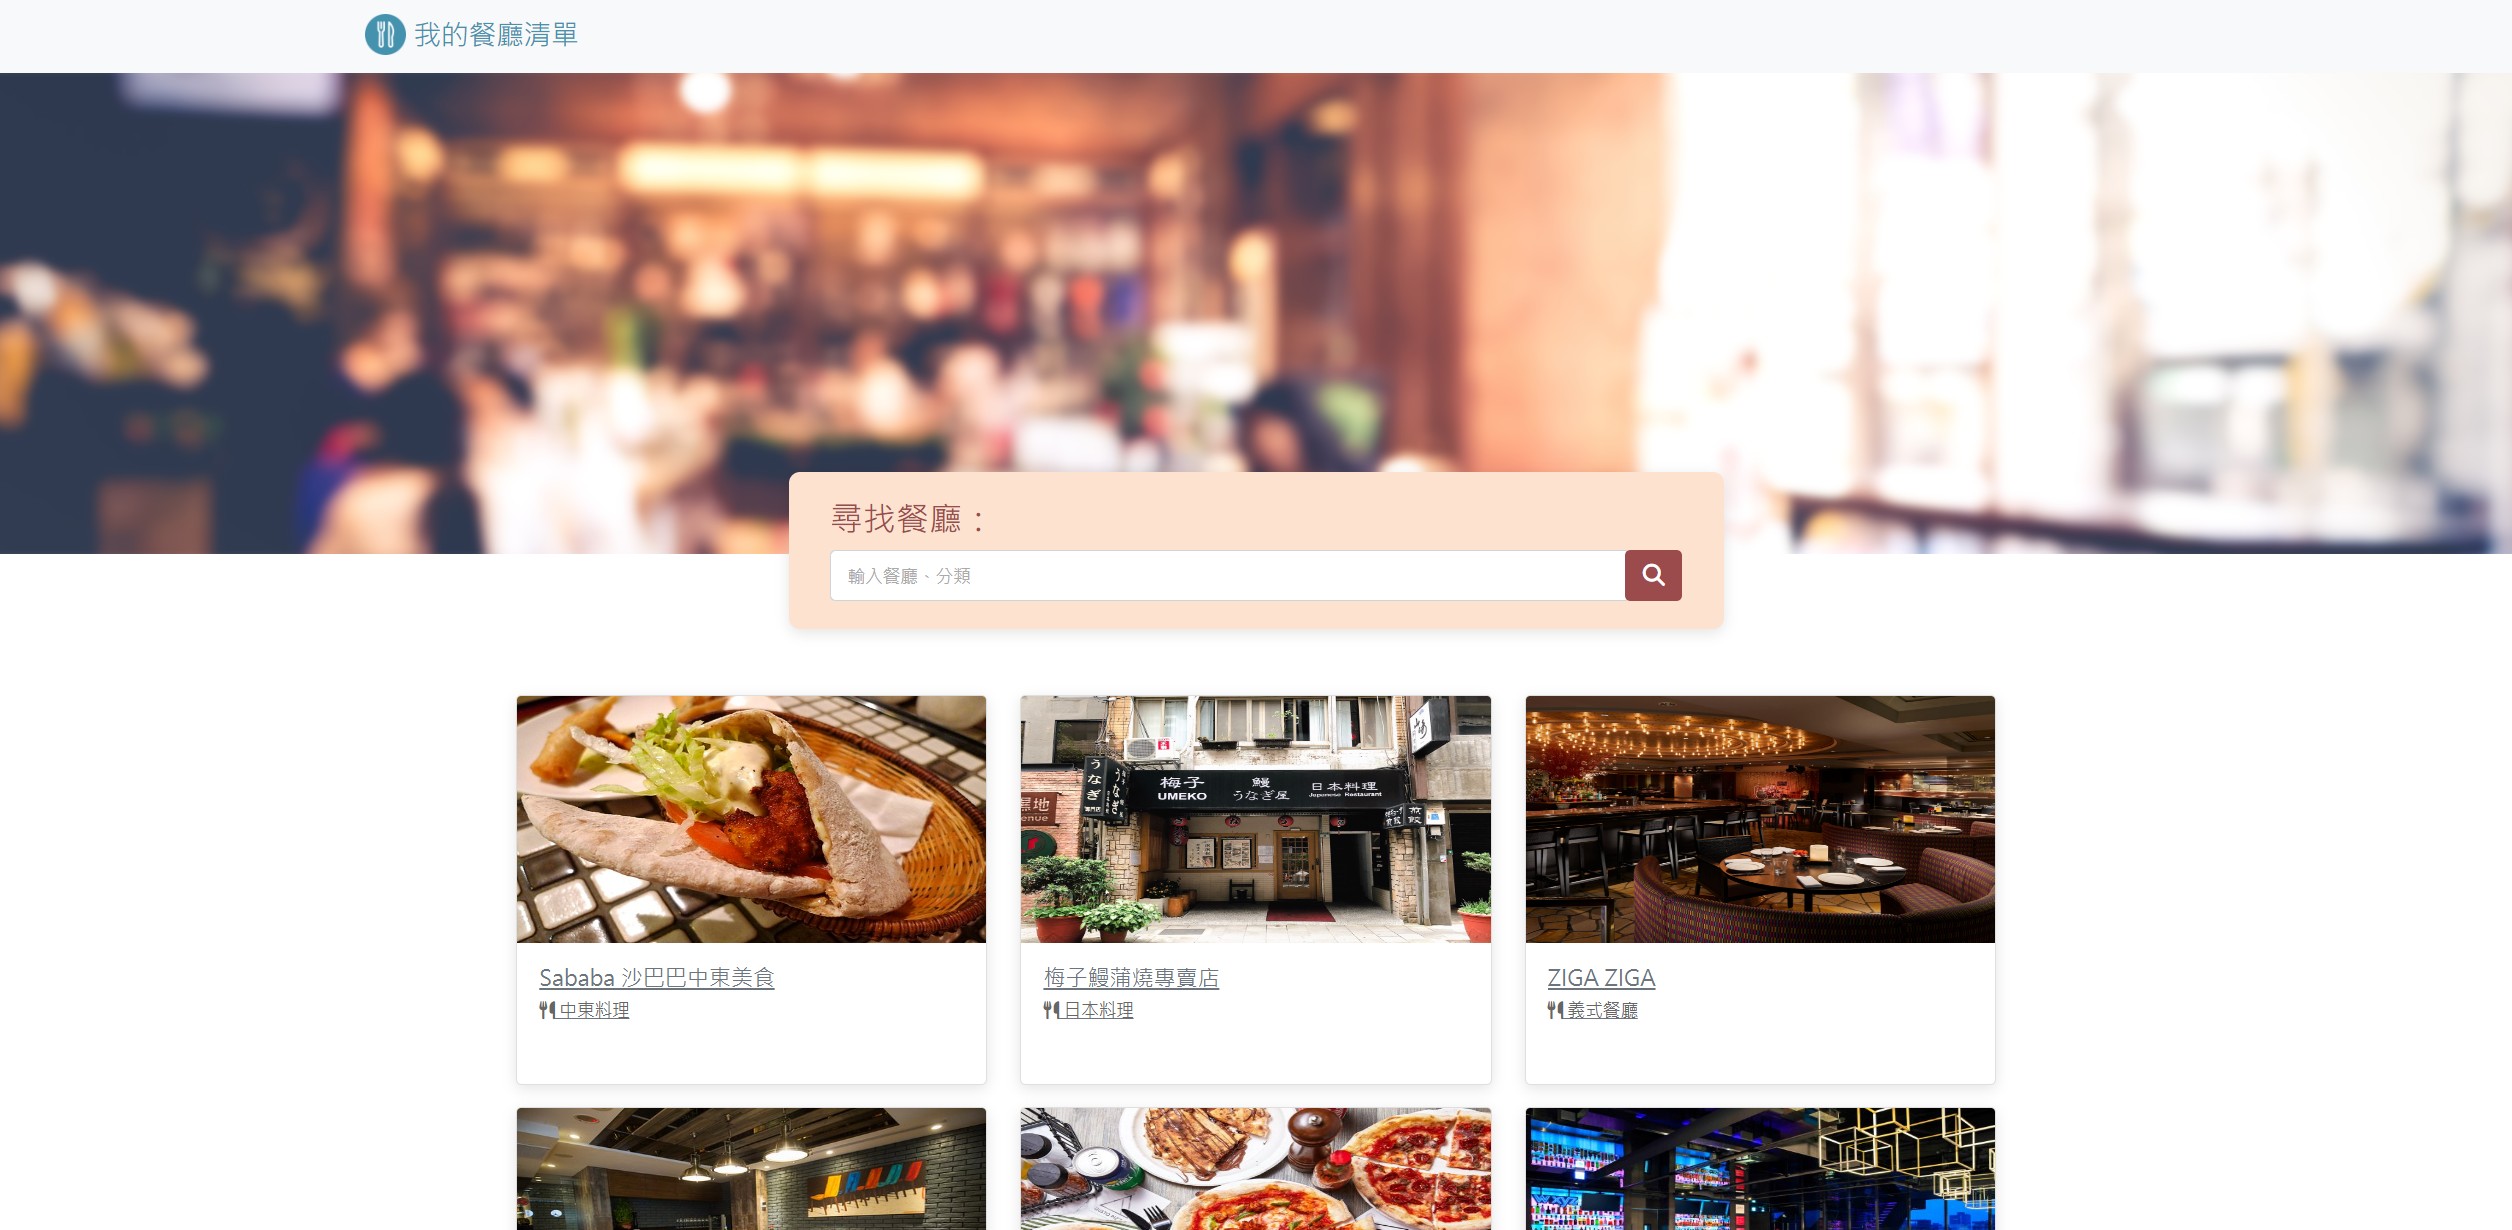 我的餐廳清單
尋找餐廳：
輸入餐廳、分類
梅子
UMEKO
鰻
うなぎ屋
日本料理
Japanese Restaurant
うなぎ
Sababa 沙巴巴中東美食
中東料理
梅子鰻蒲燒專賣店
日本料理
ZIGA ZIGA
義式餐廳